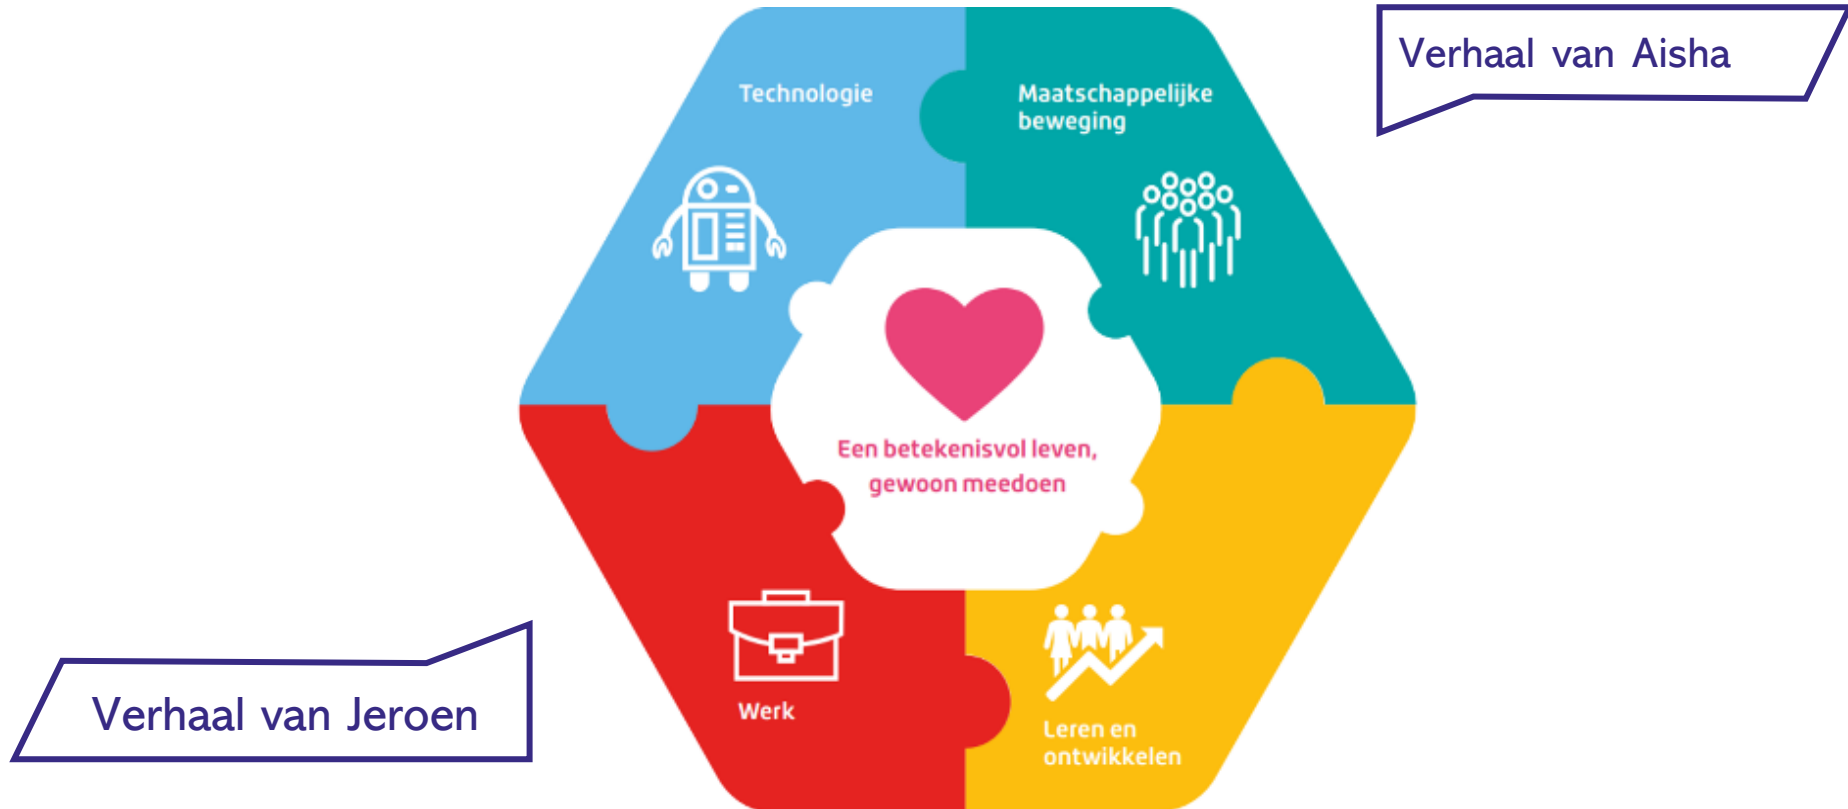 Verhaal van Aisha
Technologie
Maatschappelijke
beweging
Een betekenisvol leven,
gewoon meedoen
Verhaal van Jeroen
Werk
Leren en
ontwikkelen